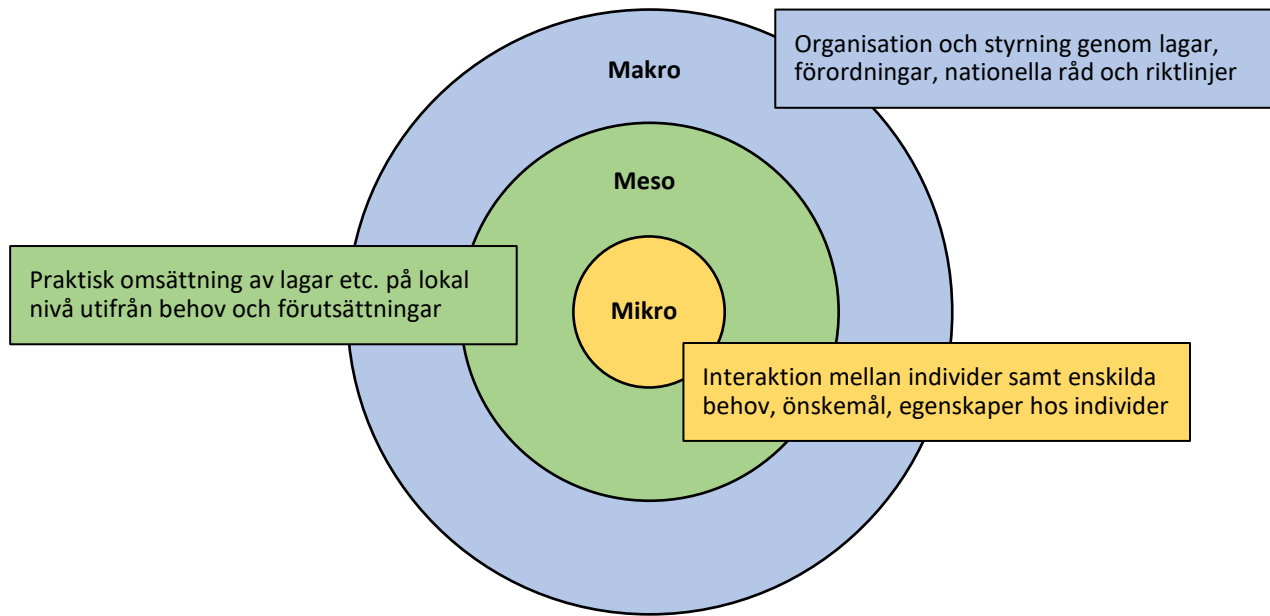 Makro
Organisation och styrning genom lagar,
förordningar, nationella råd och riktlinjer
Meso
Praktisk omsättning av lagar etc. på lokal
nivå utifrån behov och förutsättningar
Mikro
Interaktion mellan individer samt enskilda
behov, önskemål, egenskaper hos individer